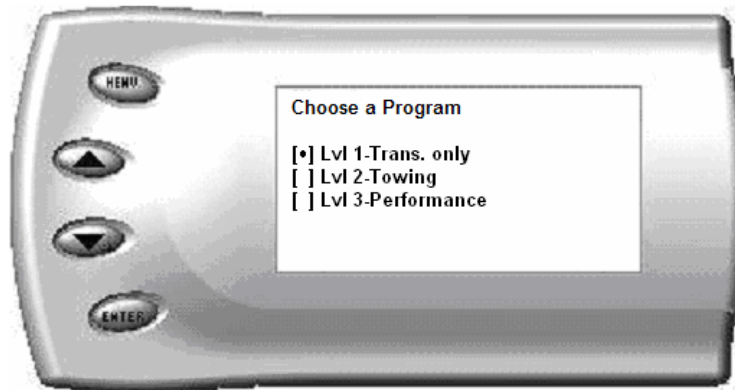 MENU
Choose a Program
[•] Lvl 1-Trans. only
[ ] Lvl 2-Towing
[ ] Lvl 3-Performance
ENTER